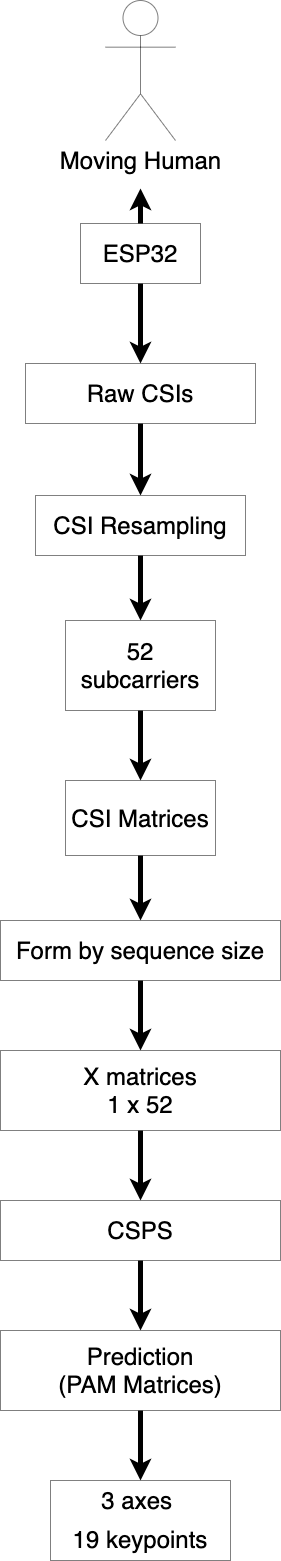 Moving Human
ESP32
Raw CSIs
CSI Resampling
52
subcarriers
CSI Matrices
Form by sequence size
X matrices
1 x 52
CSPS
Prediction
(PAM Matrices)
3 axes
19 keypoints